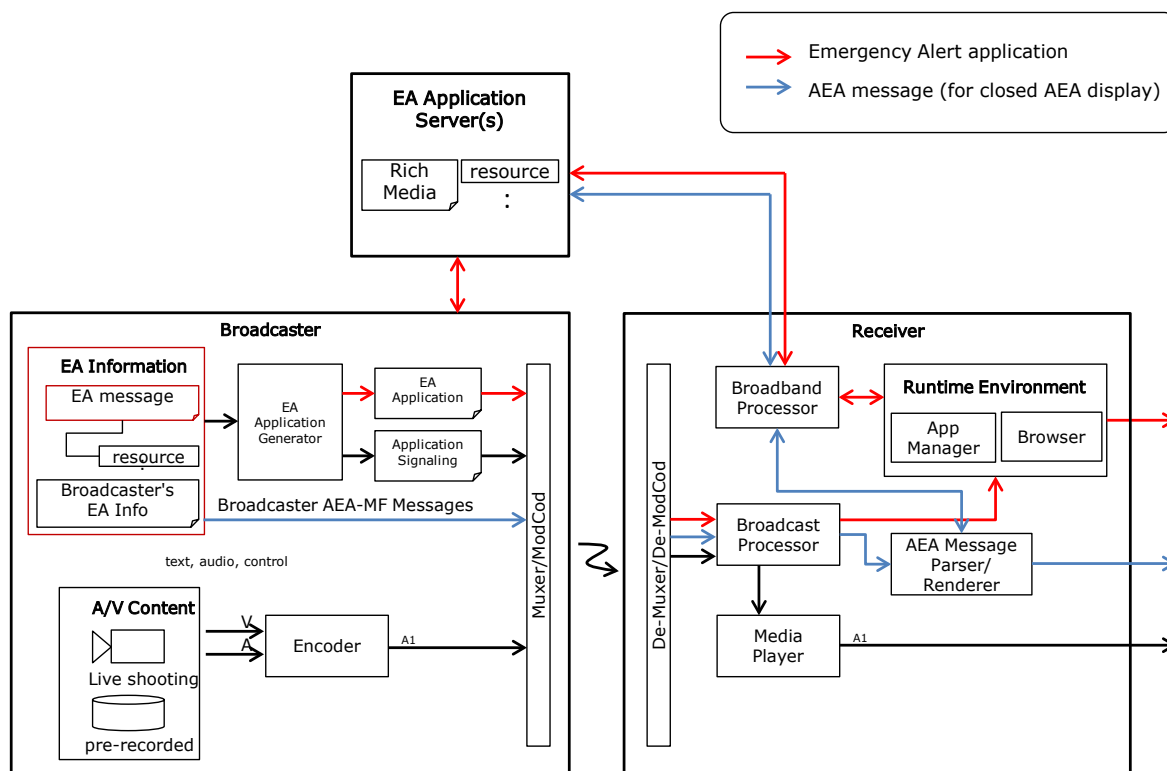 Emergency Alert application
AEA message (for closed AEA display)
EA Application
Server(s)
Rich
Media
resource
:
Broadcaster
EA Information
EA message
resource
:
Broadcaster's
EA Info
EA
Application
Generator
EA
Application
Application
Signaling
Broadcaster AEA-MF Messages
text, audio, control
A/V Content
Live shooting
pre-recorded
V
A
Encoder
A1
Muxer/ModCod
Receiver
De-Muxer/De-ModCod
Broadband
Processor
Runtime Environment
App
Manager
Browser
Broadcast
Processor
AEA Message
Parser/
Renderer
Media
Player
A1